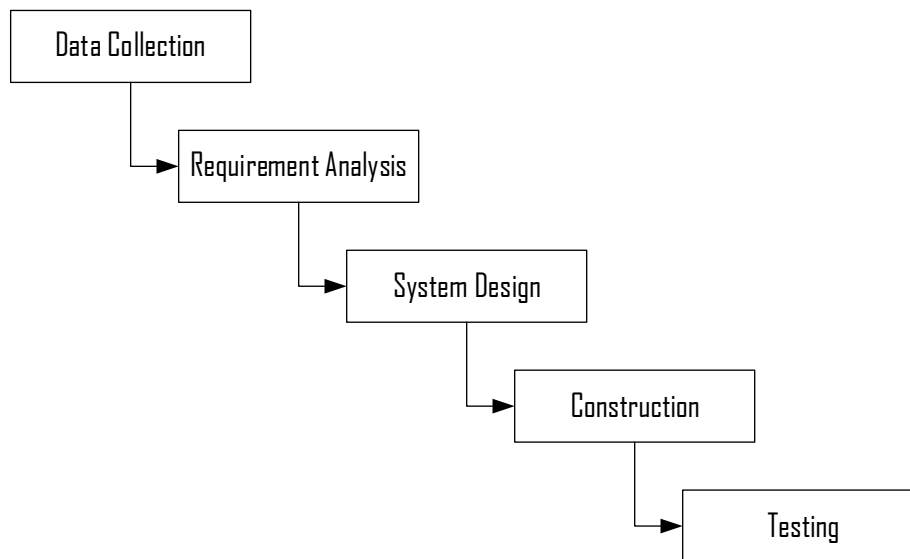 Data Collection
Requirement Analysis
System Design
Construction
Testing